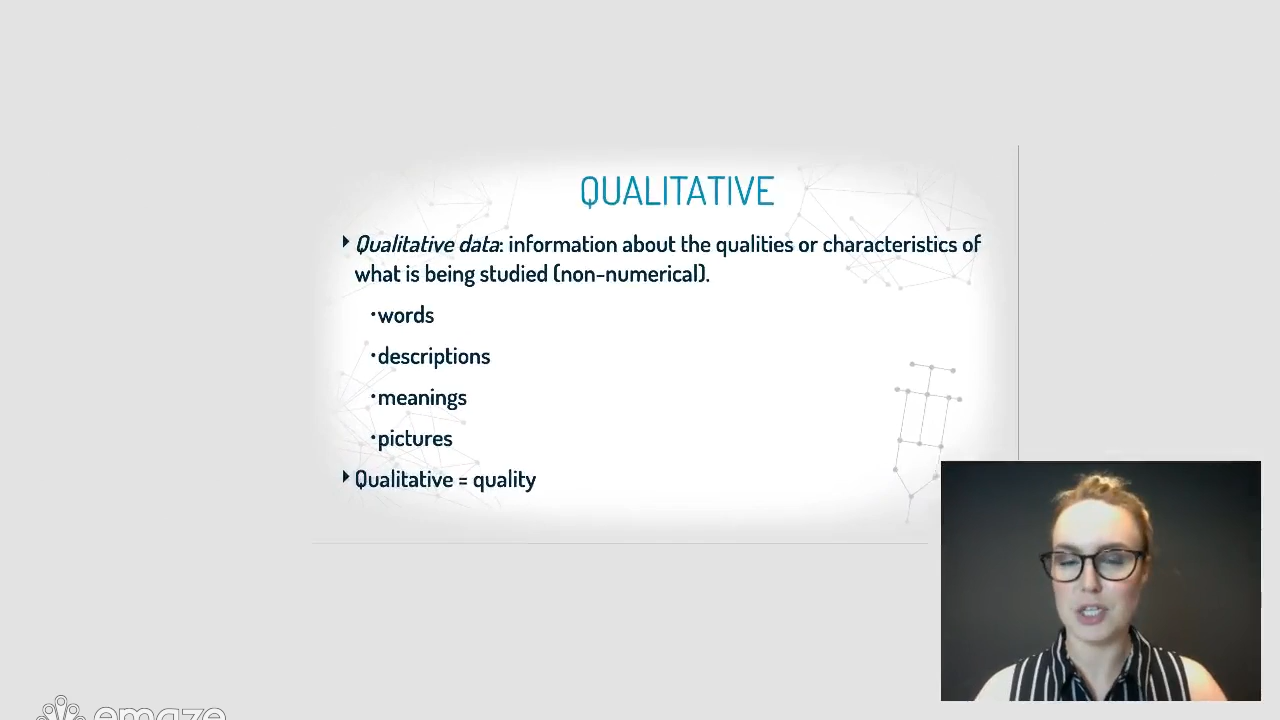 QUALITATIVE
Qualitative data: information about the qualities or characteristics of
what is being studied (non-numerical).
•words
•descriptions
•meanings
•pictures
Qualitative = quality
emaze